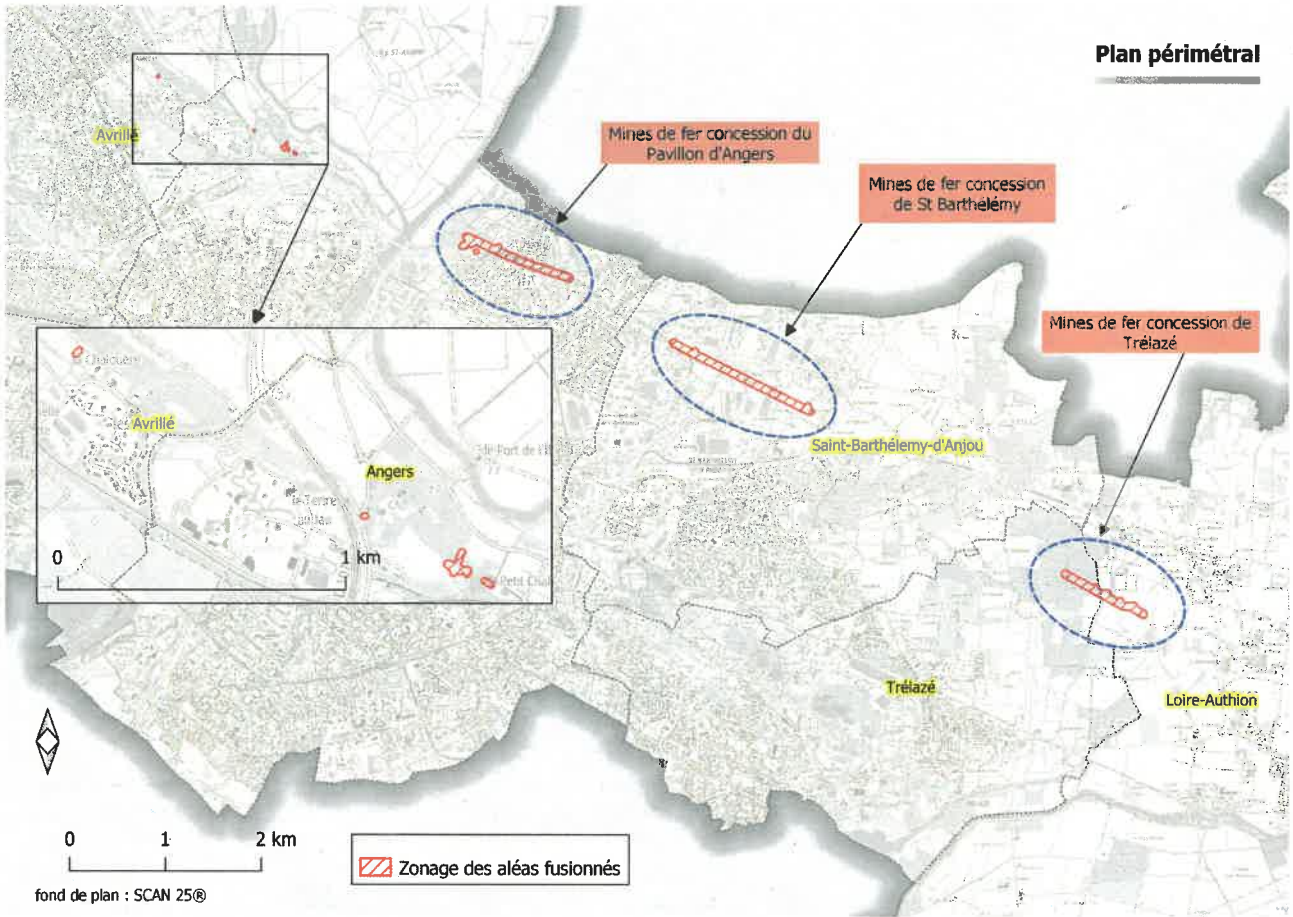 Plan périmétral
Avrillé
Mines de fer concession du
Pavillon d'Angers
Mines de fer concession
de St Barthélémy
Mines de fer concession de
Trélazé
Avrillé
Angers
0
1 km
Saint-Barthélemy-d'Anjou
Trélazé
Loire-Authion
0
1
2 km
Zonage des aléas fusionnés
fond de plan : SCAN 25®